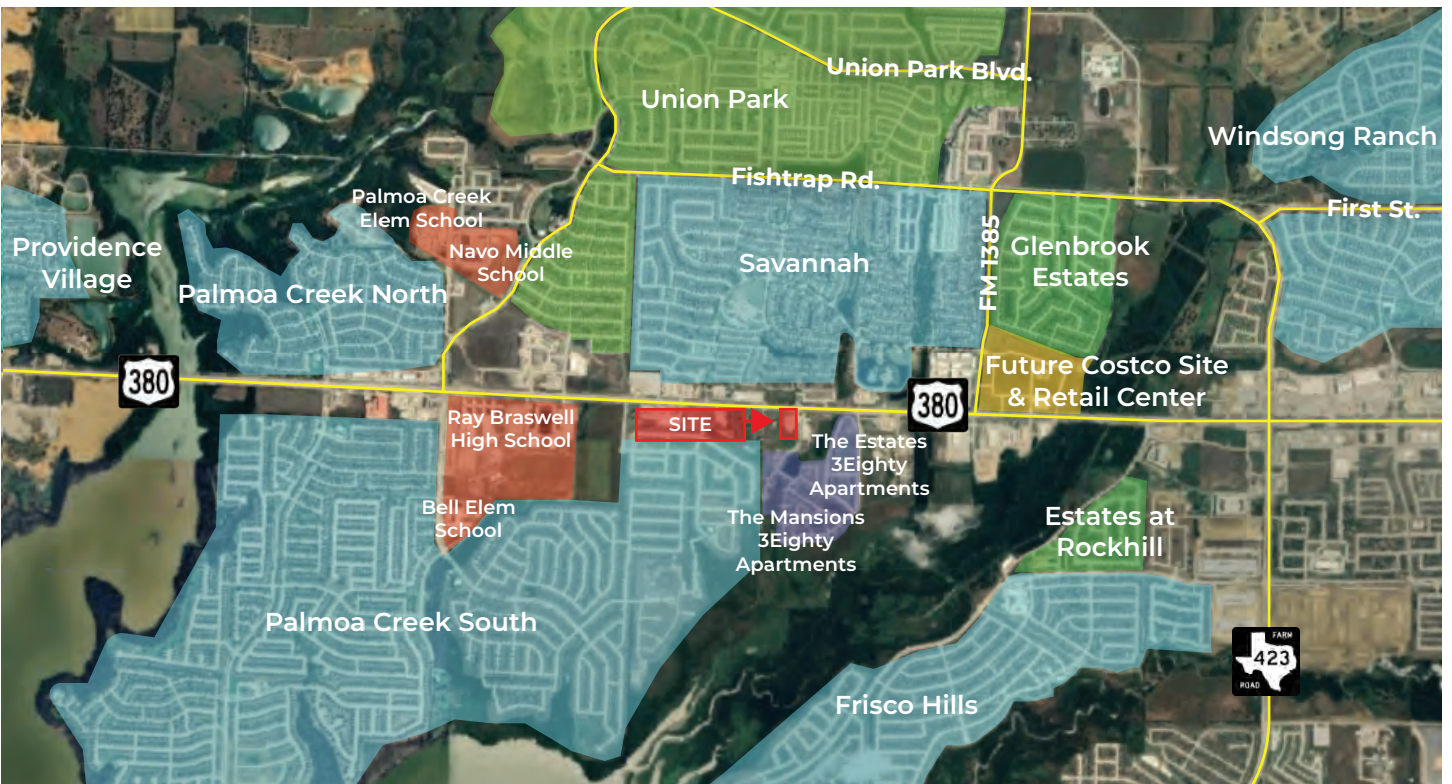 Union Park Blvd.
Union Park
Windsong Ranch
Fishtrap Rd.
Palmoa Creek
Elem School
First St.
Navo Middle
School
Providence
Village
Savannah
FM 1385
Glenbrook
Estates
Palmoa Creek North
380
380
Future Costco Site
& Retail Center
Ray Braswell
High School
SITE
The Estates
3Eighty
Apartments
Bell Elem
School
The Mansions
3Eighty
Apartments
Estates at
Rockhill
Palmoa Creek South
FARM
423
ROAD
Frisco Hills